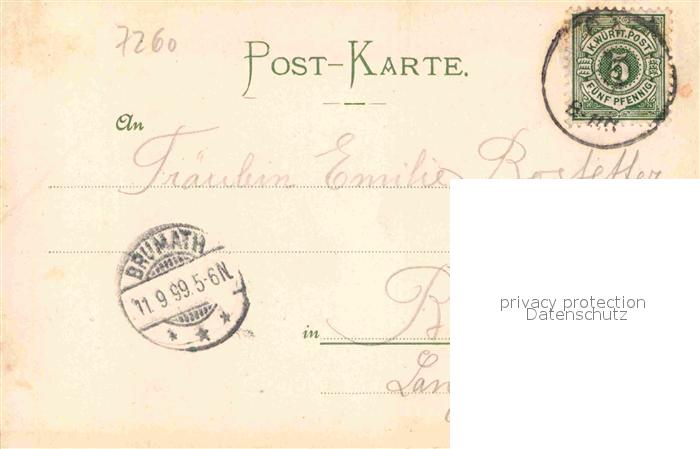 7260
POST-KARTE.
K. WÜRTT. POST
5
FÜNF PFENNIG
An
Fräulein Emilie Rostetter
BRUMATH
11.9.99.5-6N.
in B
Lan
privacy protection
Datenschutz